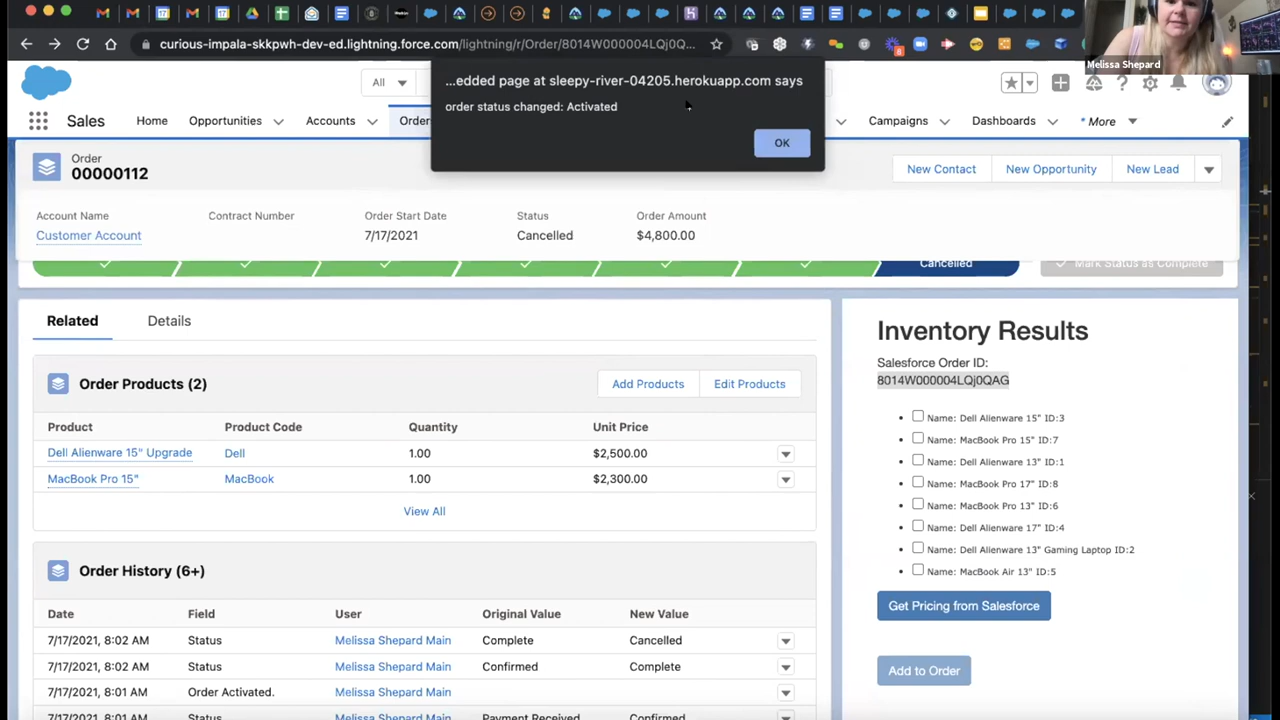 curious-impala-skkpwh-dev-ed.lightning.force.com/lightning/r/Order/8014W000004LQj0Q...
Melissa Shepard
...edded page at sleepy-river-04205.herokuapp.com says
order status changed: Activated
OK
All
Sales
Home
Opportunities
Accounts
Orders
Campaigns
Dashboards
* More
Order
00000112
New Contact
New Opportunity
New Lead
Account Name
Contract Number
Order Start Date
Status
Order Amount
Customer Account
7/17/2021
Cancelled
$4,800.00
Cancelled
Mark Status as Complete
Related
Details
Order Products (2)
Add Products
Edit Products
Product
Product Code
Quantity
Unit Price
Dell Alienware 15" Upgrade
Dell
1.00
$2,500.00
MacBook Pro 15"
MacBook
1.00
$2,300.00
View All
Order History (6+)
Date
Field
User
Original Value
New Value
7/17/2021, 8:02 AM
Status
Melissa Shepard Main
Complete
Cancelled
7/17/2021, 8:02 AM
Status
Melissa Shepard Main
Confirmed
Complete
7/17/2021, 8:01 AM
Order Activated.
Melissa Shepard Main
7/17/2021, 8:01 AM
Status
Melissa Shepard Main
Payment Received
Confirmed
Inventory Results
Salesforce Order ID:
8014W000004LQj0QAG
Name: Dell Alienware 15" ID:3
Name: MacBook Pro 15" ID:7
Name: Dell Alienware 13" ID:1
Name: MacBook Pro 17" ID:8
Name: MacBook Pro 13" ID:6
Name: Dell Alienware 17" ID:4
Name: Dell Alienware 13" Gaming Laptop ID:2
Name: MacBook Air 13" ID:5
Get Pricing from Salesforce
Add to Order